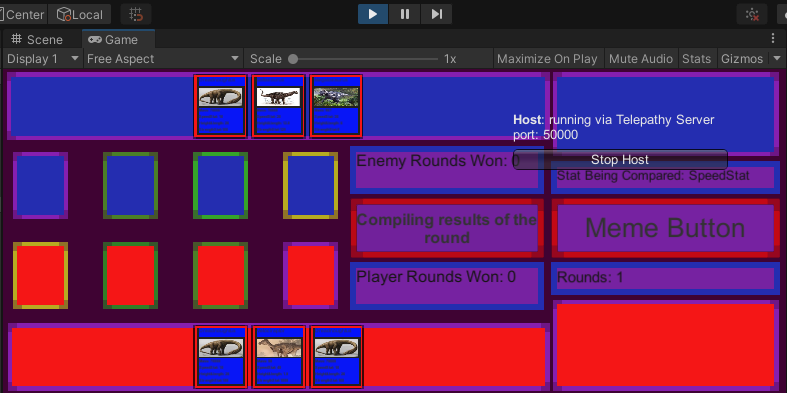 Center
Local
Scene
Game
Display 1
Free Aspect
Scale
1x
Maximize On Play
Mute Audio
Stats
Gizmos
Host: running via Telepathy Server
port: 50000
Stop Host
Enemy Rounds Won: 0
Stat Being Compared: SpeedStat
Compiling results of the
round
Meme Button
Player Rounds Won: 0
Rounds: 1